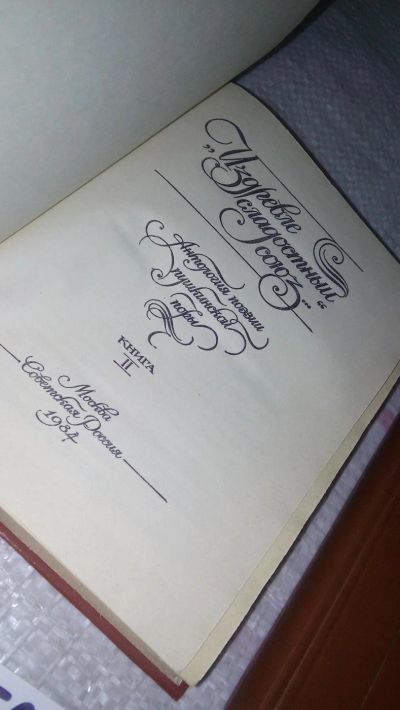 „Издревле
сладостный
союз..“
Антология поэзии
пушкинской
поры
КНИГА
II
Москва
Советская Россия
1984